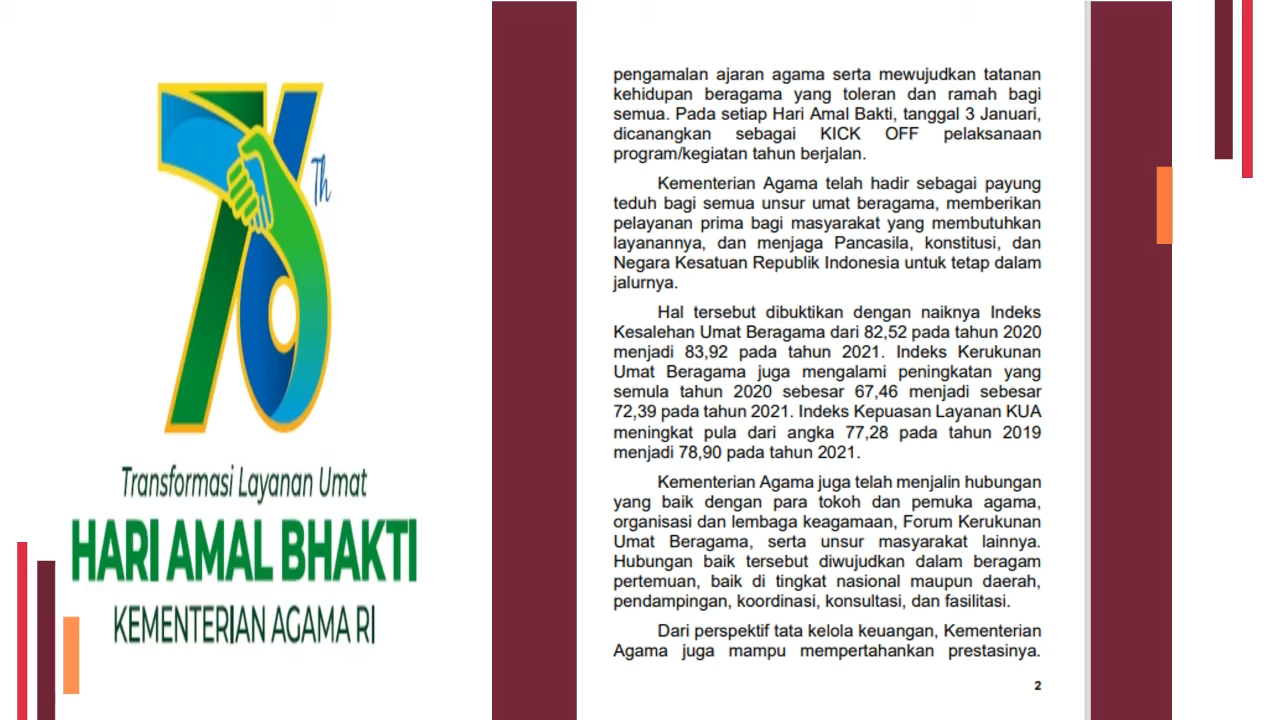 76
Th
Transformasi Layanan Umat
HARI AMAL BHAKTI
KEMENTERIAN AGAMA RI
pengamalan ajaran agama serta mewujudkan tatanan
kehidupan beragama yang toleran dan ramah bagi
semua. Pada setiap Hari Amal Bakti, tanggal 3 Januari,
dicanangkan sebagai KICK OFF pelaksanaan
program/kegiatan tahun berjalan.
Kementerian Agama telah hadir sebagai payung
teduh bagi semua unsur umat beragama, memberikan
pelayanan prima bagi masyarakat yang membutuhkan
layanannya, dan menjaga Pancasila, konstitusi, dan
Negara Kesatuan Republik Indonesia untuk tetap dalam
jalurnya.
Hal tersebut dibuktikan dengan naiknya Indeks
Kesalehan Umat Beragama dari 82,52 pada tahun 2020
menjadi 83,92 pada tahun 2021. Indeks Kerukunan
Umat Beragama juga mengalami peningkatan yang
semula tahun 2020 sebesar 67,46 menjadi sebesar
72,39 pada tahun 2021. Indeks Kepuasan Layanan KUA
meningkat pula dari angka 77,28 pada tahun 2019
menjadi 78,90 pada tahun 2021.
Kementerian Agama juga telah menjalin hubungan
yang baik dengan para tokoh dan pemuka agama,
organisasi dan lembaga keagamaan, Forum Kerukunan
Umat Beragama, serta unsur masyarakat lainnya.
Hubungan baik tersebut diwujudkan dalam beragam
pertemuan, baik di tingkat nasional maupun daerah,
pendampingan, koordinasi, konsultasi, dan fasilitasi.
Dari perspektif tata kelola keuangan, Kementerian
Agama juga mampu mempertahankan prestasinya.
2